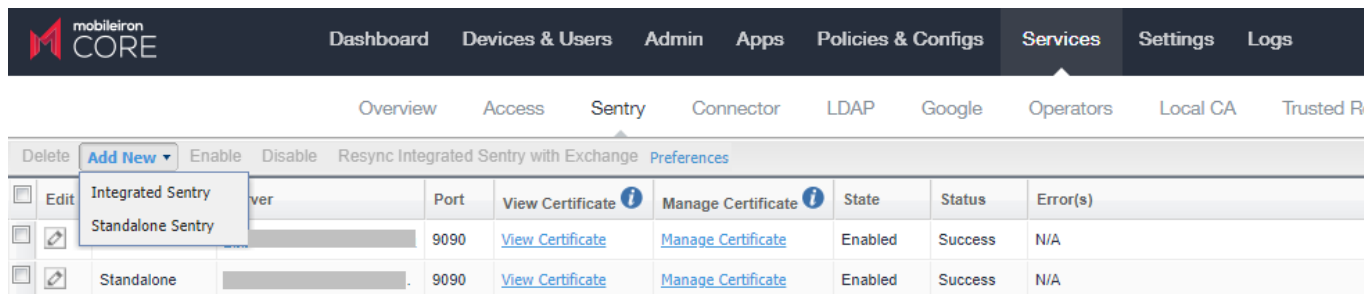 mobileiron
CORE
Dashboard Devices & Users Admin Apps Policies & Configs Services Settings Logs
Overview Access Sentry Connector LDAP Google Operators Local CA Trusted
Delete Add New Enable Disable Resync Integrated Sentry with Exchange Preferences
Integrated Sentry
Standalone Sentry
Edit Port View Certificate Manage Certificate State Status Error(s)
9090 View Certificate Manage Certificate Enabled Success N/A
Standalone 9090 View Certificate Manage Certificate Enabled Success N/A